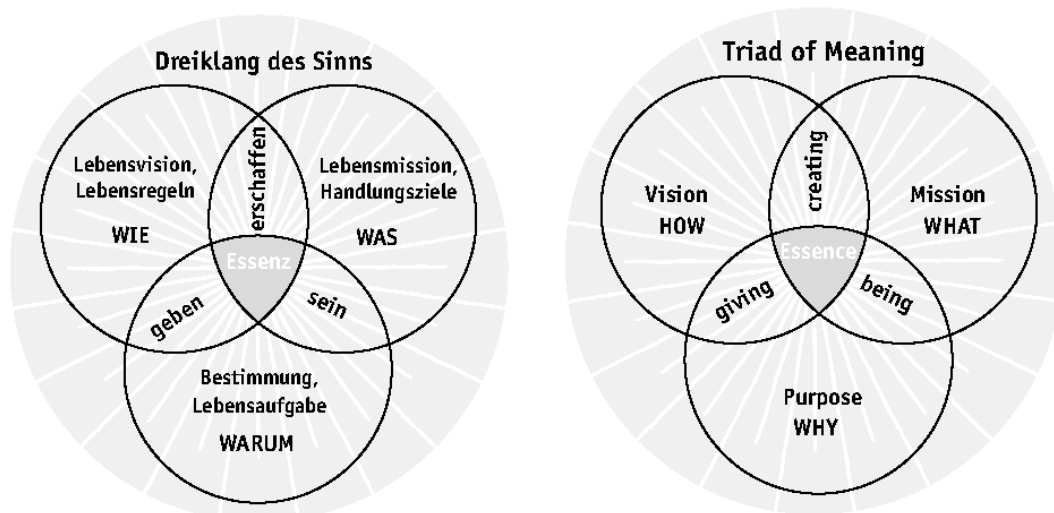 Dreiklang des Sinns
erschaffen
Lebensvision,
Lebensregeln
WIE
Lebensmission,
Handlungsziele
WAS
Essenz
geben
sein
Bestimmung,
Lebensaufgabe
WARUM
Triad of Meaning
creating
Vision
HOW
Mission
WHAT
Essence
giving
being
Purpose
WHY